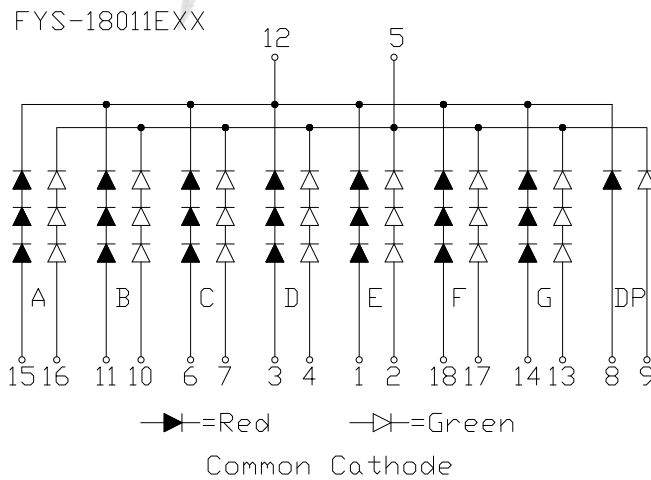 FYS-18011EXX
12 5
A B C D E F G DP
15 16 11 10 6 7 3 4 1 2 18 17 14 13 8 9
=Red =Green
Common Cathode